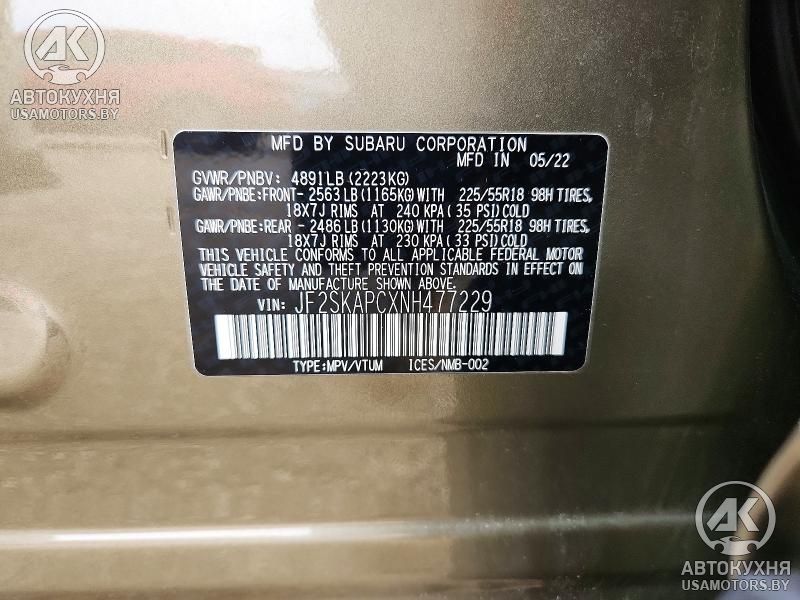 АК
АВТОКУХНЯ
USAMOTORS.BY
MFD BY SUBARU CORPORATION
MFD IN 05/22
GVWR/PNBV: 4891LB(2223KG)
GAWR/PNBE:FRONT- 2563LB(1165KG)WITH 225/55R18 98H TIRES,
18X7J RIMS AT 240 KPA(35 PSI)COLD
GAWR/PNBE:REAR - 2486LB(1130KG)WITH 225/55R18 98H TIRES,
18X7J RIMS AT 230 KPA(33 PSI)COLD
THIS VEHICLE CONFORMS TO ALL APPLICABLE FEDERAL MOTOR
VEHICLE SAFETY AND THEFT PREVENTION STANDARDS IN EFFECT ON
THE DATE OF MANUFACTURE SHOWN ABOVE.
VIN: JF2SKAPCXNH477229
TYPE:MPV/VTUM ICES/NMB-002
АК
АВТОКУХНЯ
USAMOTORS.BY